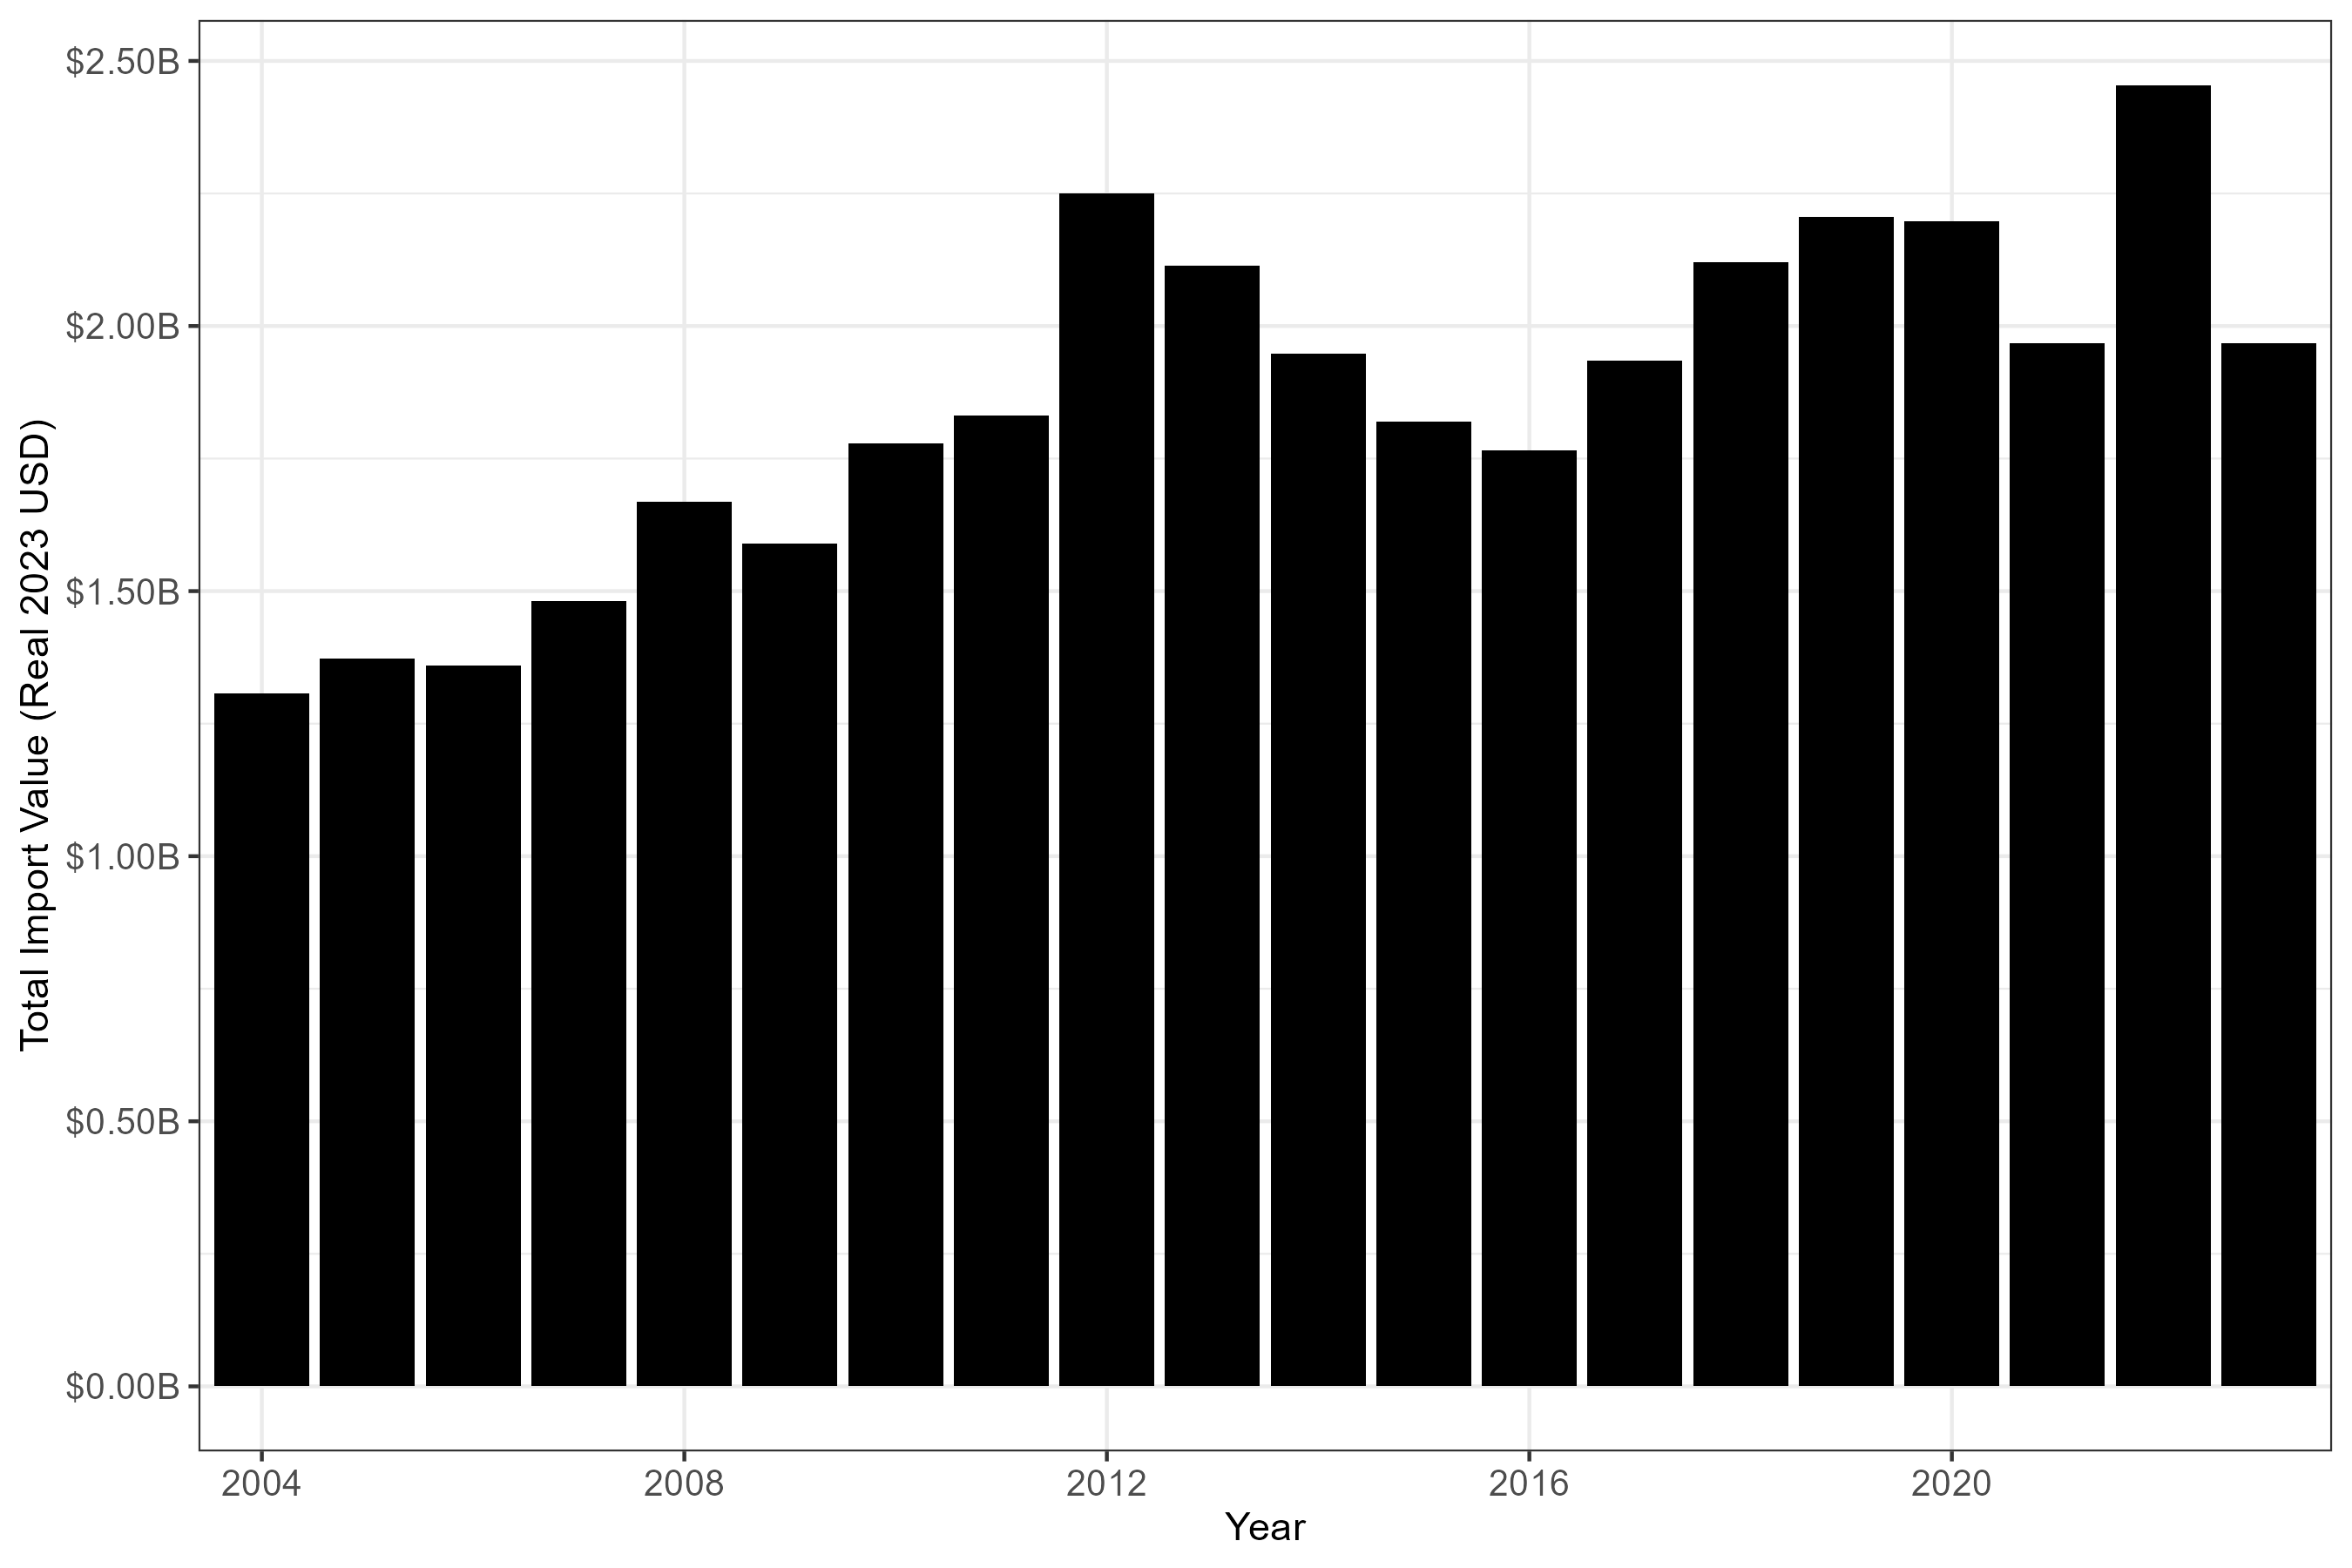 Total Import Value (Real 2023 USD)
$2.50B
$2.00B
$1.50B
$1.00B
$0.50B
$0.00B
2004 2008 2012 2016 2020
Year